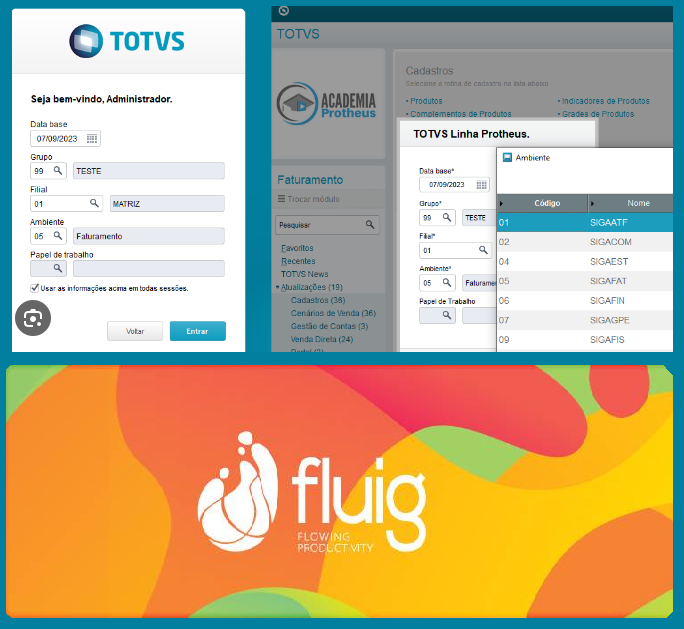 TOTVS
Seja bem-vindo, Administrador.
Data base
07/09/2023
Grupo
99 TESTE
Filial
01 MATRIZ
Ambiente
05 Faturamento
Papel de trabalho
Usar as informações acima em todas sessões.
Voltar Entrar
TOTVS
ACADEMIA
Protheus
Cadastros
Selecione a rotina de cadastro na lista abaixo
• Produtos • Indicadores de Produtos
• Complementos de Produtos • Grades de Produtos
Faturamento
Trocar módulo
Pesquisar
Favoritos
Recentes
TOTVS News
Atualizações (19)
Cadastros (36)
Cenários de Venda (36)
Gestão de Contas (3)
Venda Direta (24)
TOTVS Linha Protheus.
Data base*
07/09/2023
Grupo*
99 TESTE
Filial*
01
Ambiente*
05
Papel de Trabalho
Ambiente
Código Nome
01 SIGAATF
02 SIGACOM
04 SIGAEST
05 SIGAFAT
06 SIGAFIN
07 SIGAGPE
09 SIGAFIS
fluig
FLOWING
PRODUCTIVITY